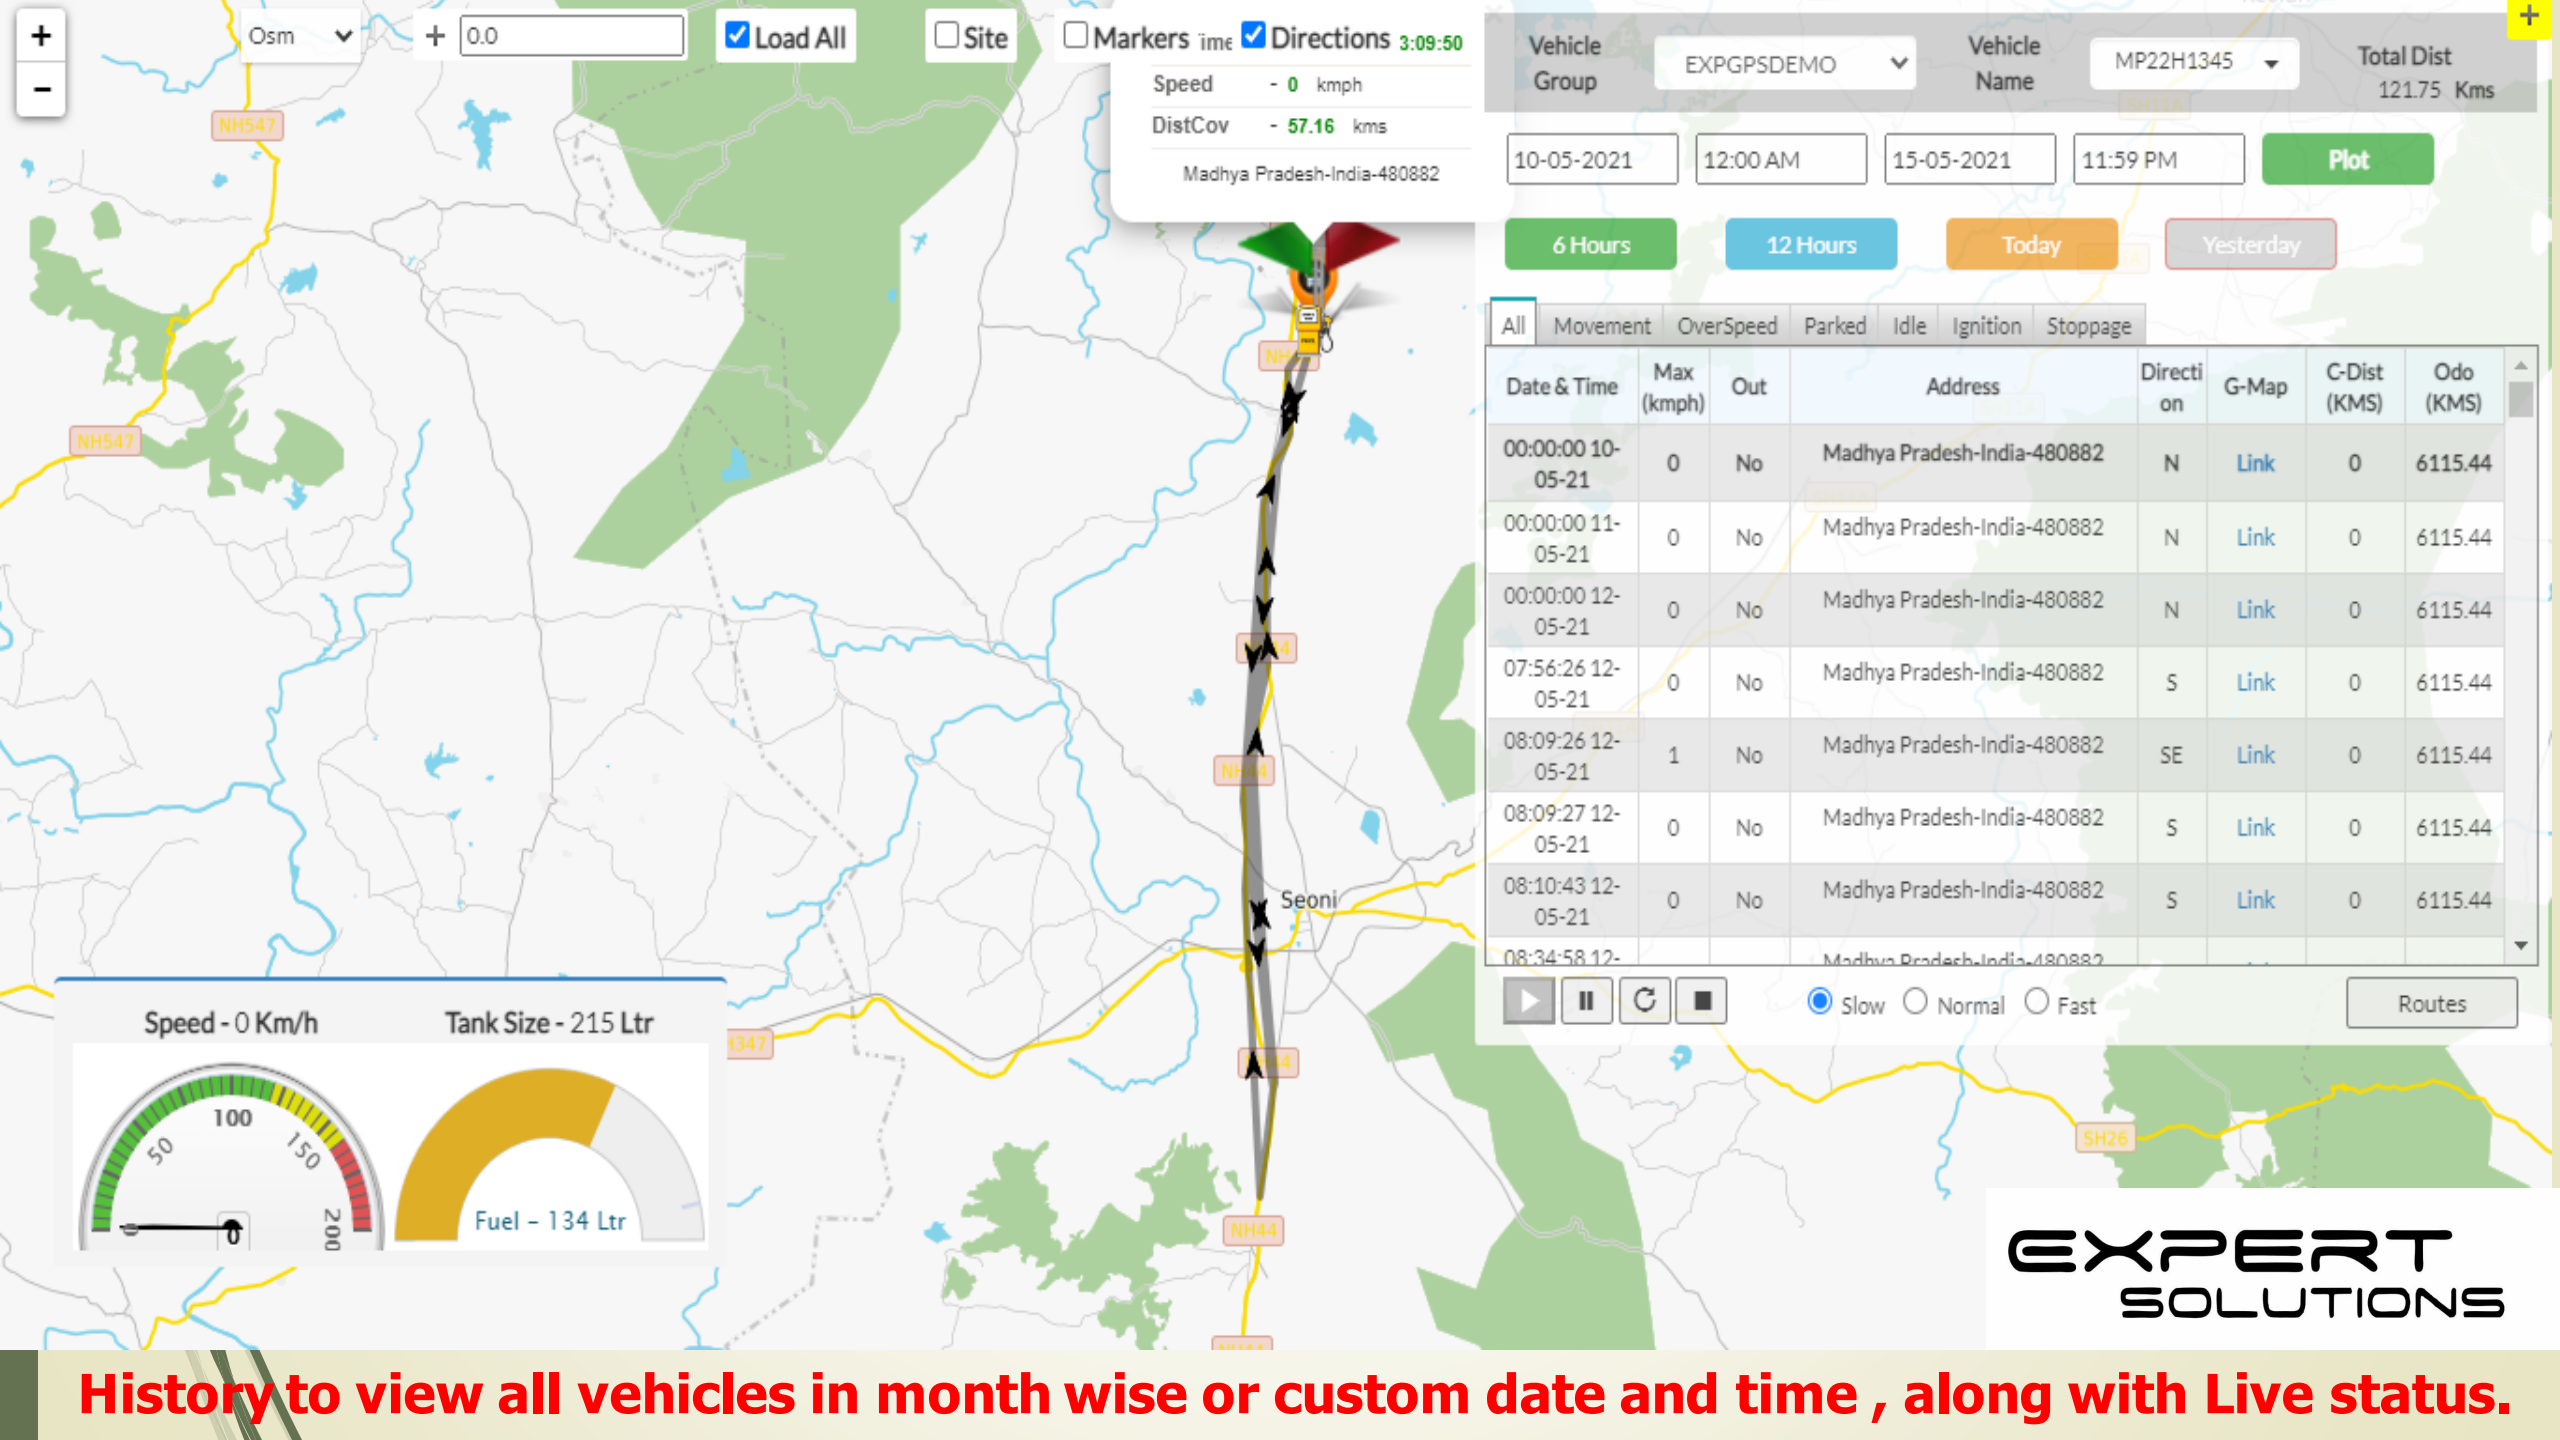 +
−
Osm
+ 0.0
Load All
Site
Markers
Directions 3:09:50
Speed - 0 kmph
DistCov - 57.16 kms
Madhya Pradesh-India-480882
Vehicle Group
EXPGPSDEMO
Vehicle Name
MP22H1345
Total Dist
121.75 Kms
+
10-05-2021 12:00 AM 15-05-2021 11:59 PM Plot
6 Hours 12 Hours Today Yesterday
All Movement OverSpeed Parked Idle Ignition Stoppage
Date & Time Max (kmph) Out Address Directi on G-Map C-Dist (KMS) Odo (KMS)
00:00:00 10-05-21 0 No Madhya Pradesh-India-480882 N Link 0 6115.44
00:00:00 11-05-21 0 No Madhya Pradesh-India-480882 N Link 0 6115.44
00:00:00 12-05-21 0 No Madhya Pradesh-India-480882 N Link 0 6115.44
07:56:26 12-05-21 0 No Madhya Pradesh-India-480882 S Link 0 6115.44
08:09:26 12-05-21 1 No Madhya Pradesh-India-480882 SE Link 0 6115.44
08:09:27 12-05-21 0 No Madhya Pradesh-India-480882 S Link 0 6115.44
08:10:43 12-05-21 0 No Madhya Pradesh-India-480882 S Link 0 6115.44
08:34:58 12- Madhya Pradesh-India-480882
Slow Normal Fast
Routes
NH547
NH547
NH44
Seoni
NH44
SH26
Speed - 0 Km/h
Tank Size - 215 Ltr
50 100 150 200
0
Fuel - 134 Ltr
EXPERT
SOLUTIONS
History to view all vehicles in month wise or custom date and time , along with Live status.